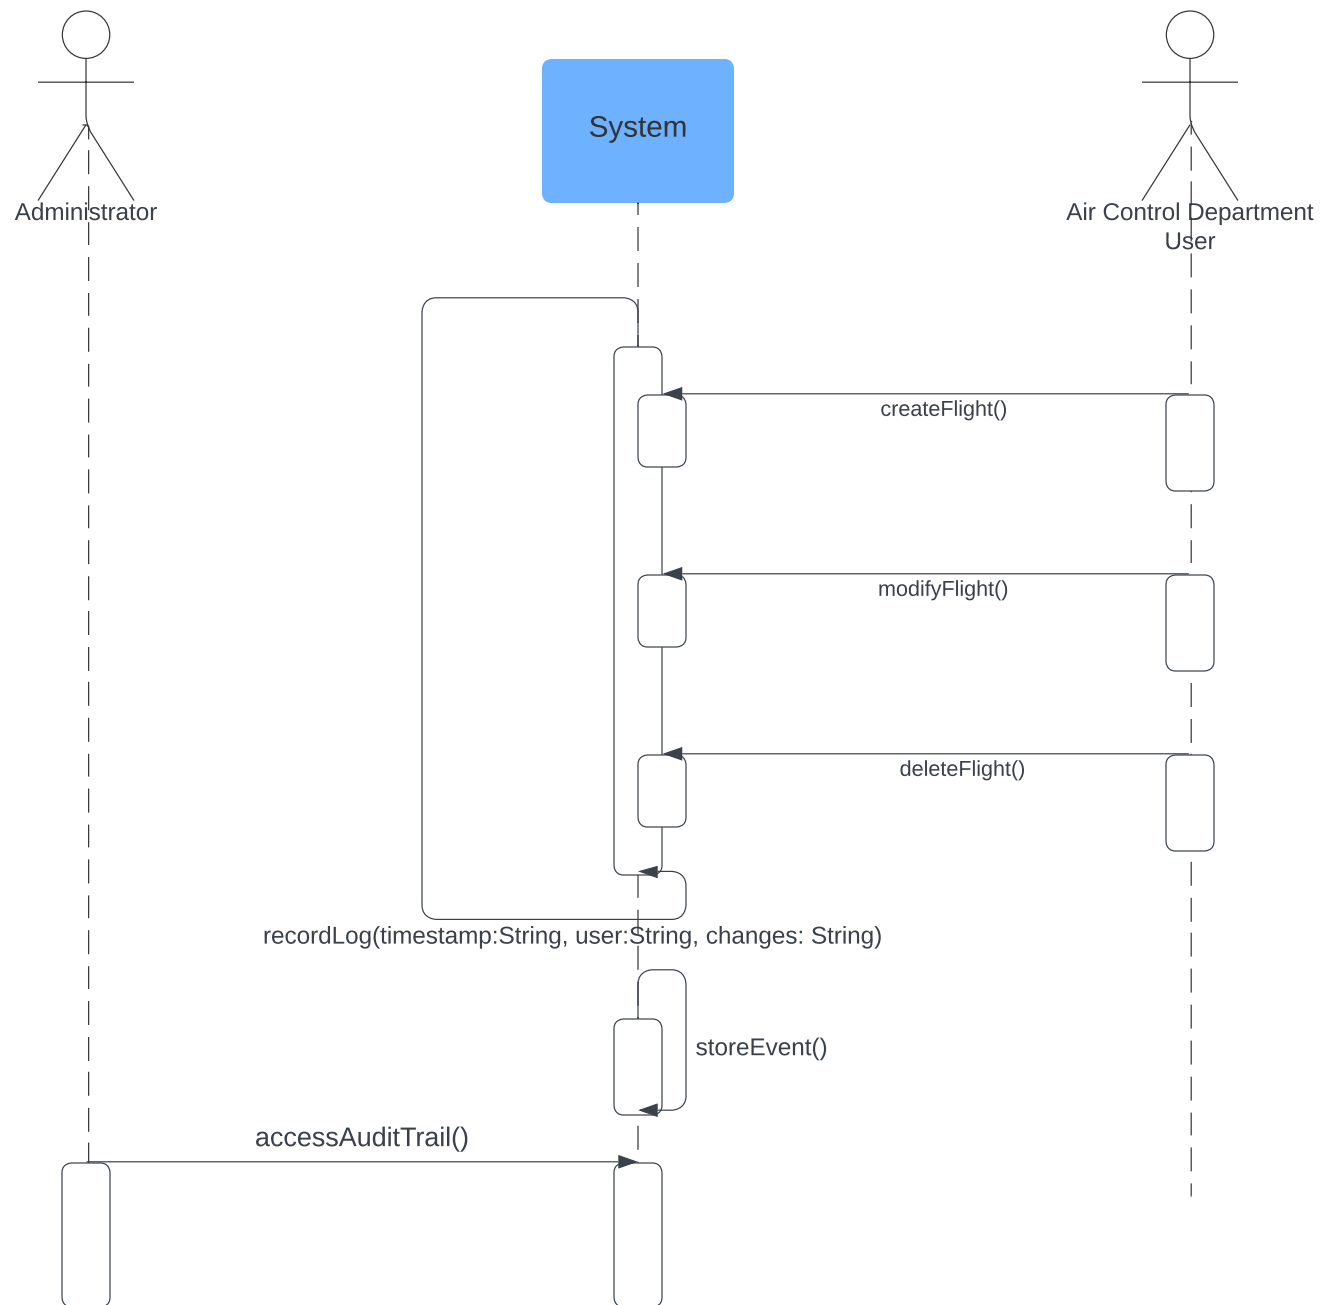 System
Administrator
Air Control Department
User
createFlight()
modifyFlight()
deleteFlight()
recordLog(timestamp:String, user:String, changes: String)
storeEvent()
accessAuditTrail()